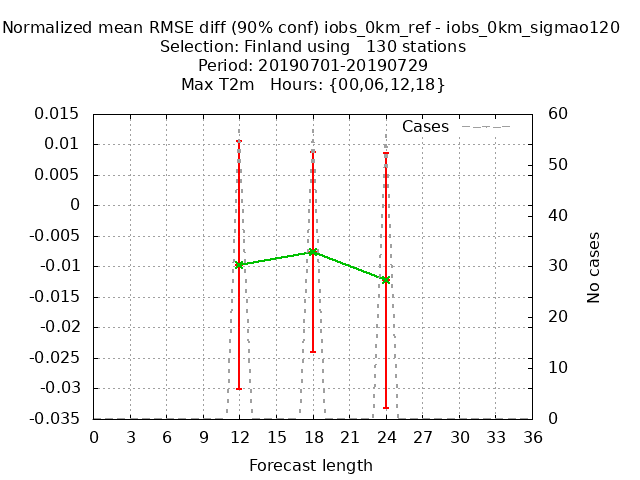 Normalized mean RMSE diff (90% conf) iobs_0km_ref - iobs_0km_sigmao120
Selection: Finland using   130 stations
Period: 20190701-20190729
Max T2m   Hours: {00,06,12,18}
Cases
0.015
0.01
0.005
0
-0.005
-0.01
-0.015
-0.02
-0.025
-0.03
-0.035
60
50
40
30
20
10
0
No cases
0 3 6 9 12 15 18 21 24 27 30 33 36
Forecast length